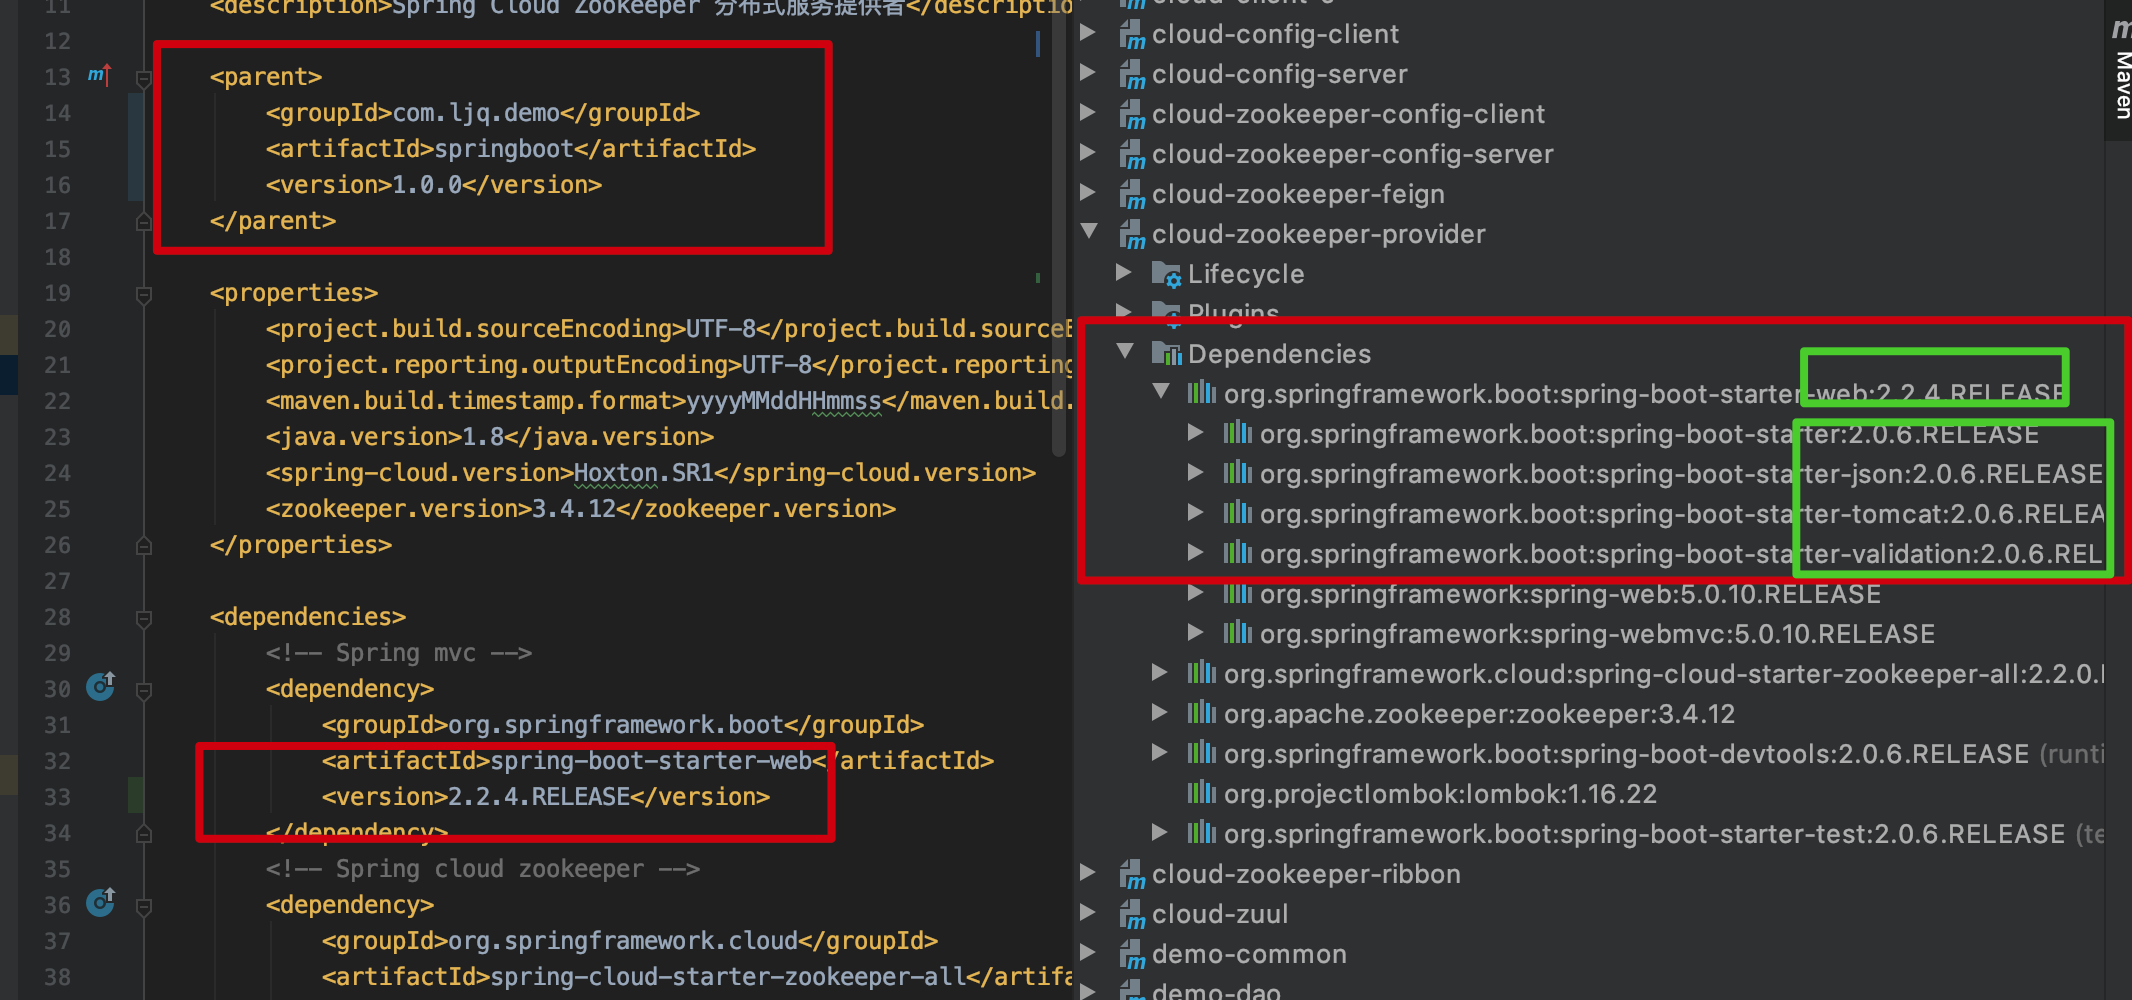 11 <description>Spring Cloud Zookeeper 分布式服务提供者</descriptio
12
13 <parent>
14 <groupId>com.ljq.demo</groupId>
15 <artifactId>springboot</artifactId>
16 <version>1.0.0</version>
17 </parent>
18
19 <properties>
20 <project.build.sourceEncoding>UTF-8</project.build.sourceE
21 <project.reporting.outputEncoding>UTF-8</project.reporting
22 <maven.build.timestamp.format>yyyyMMddHHmmss</maven.build.
23 <java.version>1.8</java.version>
24 <spring-cloud.version>Hoxton.SR1</spring-cloud.version>
25 <zookeeper.version>3.4.12</zookeeper.version>
26 </properties>
27
28 <dependencies>
29 <!-- Spring mvc -->
30 <dependency>
31 <groupId>org.springframework.boot</groupId>
32 <artifactId>spring-boot-starter-web</artifactId>
33 <version>2.2.4.RELEASE</version>
34 </dependency>
35 <!-- Spring cloud zookeeper -->
36 <dependency>
37 <groupId>org.springframework.cloud</groupId>
38 <artifactId>spring-cloud-starter-zookeeper-all</artifa
cloud-config-client
cloud-config-server
cloud-zookeeper-config-client
cloud-zookeeper-config-server
cloud-zookeeper-feign
cloud-zookeeper-provider
Lifecycle
Plugins
Dependencies
org.springframework.boot:spring-boot-starter-web:2.2.4.RELEASE
org.springframework.boot:spring-boot-starter:2.0.6.RELEASE
org.springframework.boot:spring-boot-starter-json:2.0.6.RELEASE
org.springframework.boot:spring-boot-starter-tomcat:2.0.6.RELEA
org.springframework.boot:spring-boot-starter-validation:2.0.6.REL
org.springframework:spring-web:5.0.10.RELEASE
org.springframework:spring-webmvc:5.0.10.RELEASE
org.springframework.cloud:spring-cloud-starter-zookeeper-all:2.2.0.
org.apache.zookeeper:zookeeper:3.4.12
org.springframework.boot:spring-boot-devtools:2.0.6.RELEASE (runti
org.projectlombok:lombok:1.16.22
org.springframework.boot:spring-boot-starter-test:2.0.6.RELEASE (te
cloud-zookeeper-ribbon
cloud-zuul
demo-common
demo-dao
Maven